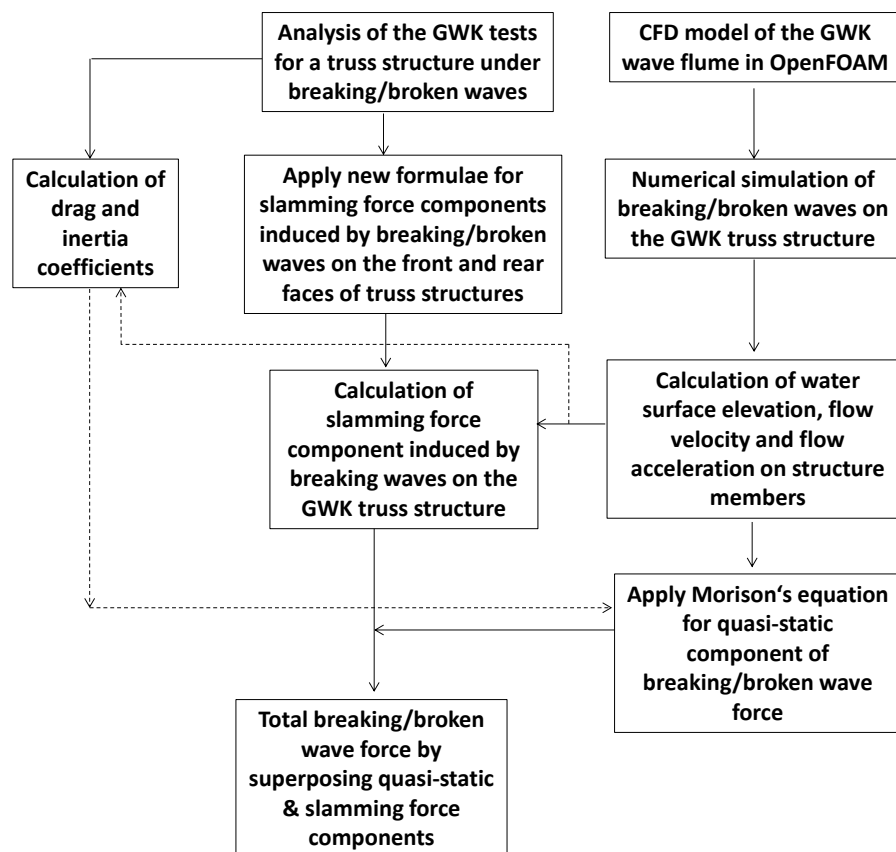 Analysis of the GWK tests
for a truss structure under
breaking/broken waves
CFD model of the GWK
wave flume in OpenFOAM
Calculation of
drag and
inertia
coefficients
Apply new formulae for
slamming force components
induced by breaking/broken
waves on the front and rear
faces of truss structures
Numerical simulation of
breaking/broken waves on
the GWK truss structure
Calculation of
slamming force
component induced by
breaking waves on the
GWK truss structure
Calculation of water
surface elevation, flow
velocity and flow
acceleration on structure
members
Apply Morison‘s equation
for quasi-static
component of
breaking/broken wave
force
Total breaking/broken
wave force by
superposing quasi-static
& slamming force
components